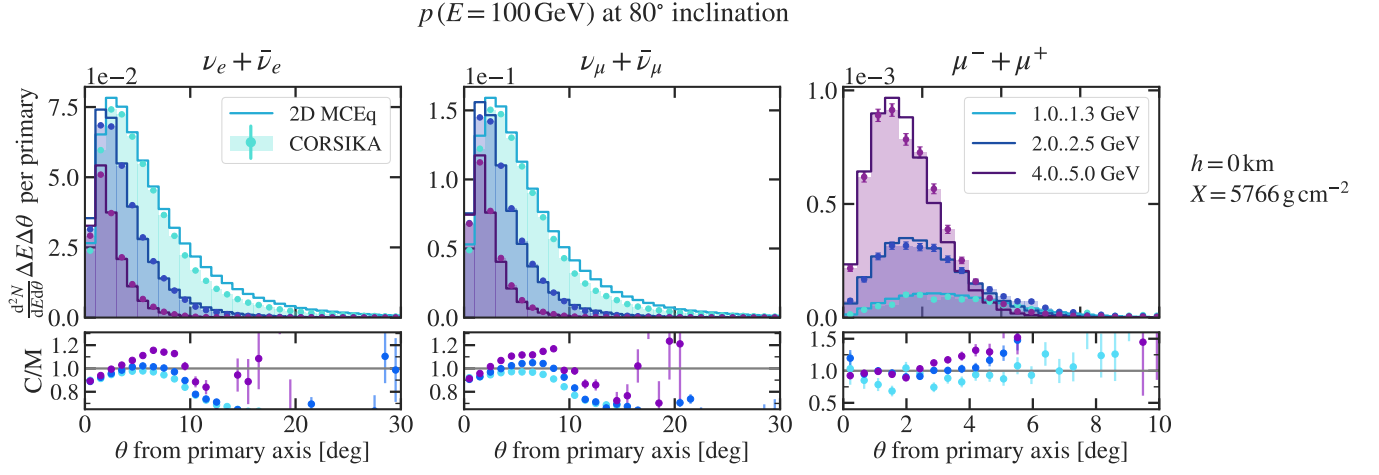 p (E = 100 GeV) at 80° inclination
νₑ + ν̄ₑ
ν_μ + ν̄_μ
μ⁻ + μ⁺
1e−2
1e−1
1e−3
d²N/dEdθ ΔEΔθ per primary
7.5
5.0
2.5
0.0
2D MCEq
CORSIKA
1.5
1.0
0.5
0.0
1.0
0.5
0.0
1.0..1.3 GeV
2.0..2.5 GeV
4.0..5.0 GeV
h = 0 km
X = 5766 g cm⁻²
C/M
1.2
1.0
0.8
1.2
1.0
0.8
1.5
1.0
0.5
0 10 20 30
0 10 20 30
0 2 4 6 8 10
θ from primary axis [deg]
θ from primary axis [deg]
θ from primary axis [deg]